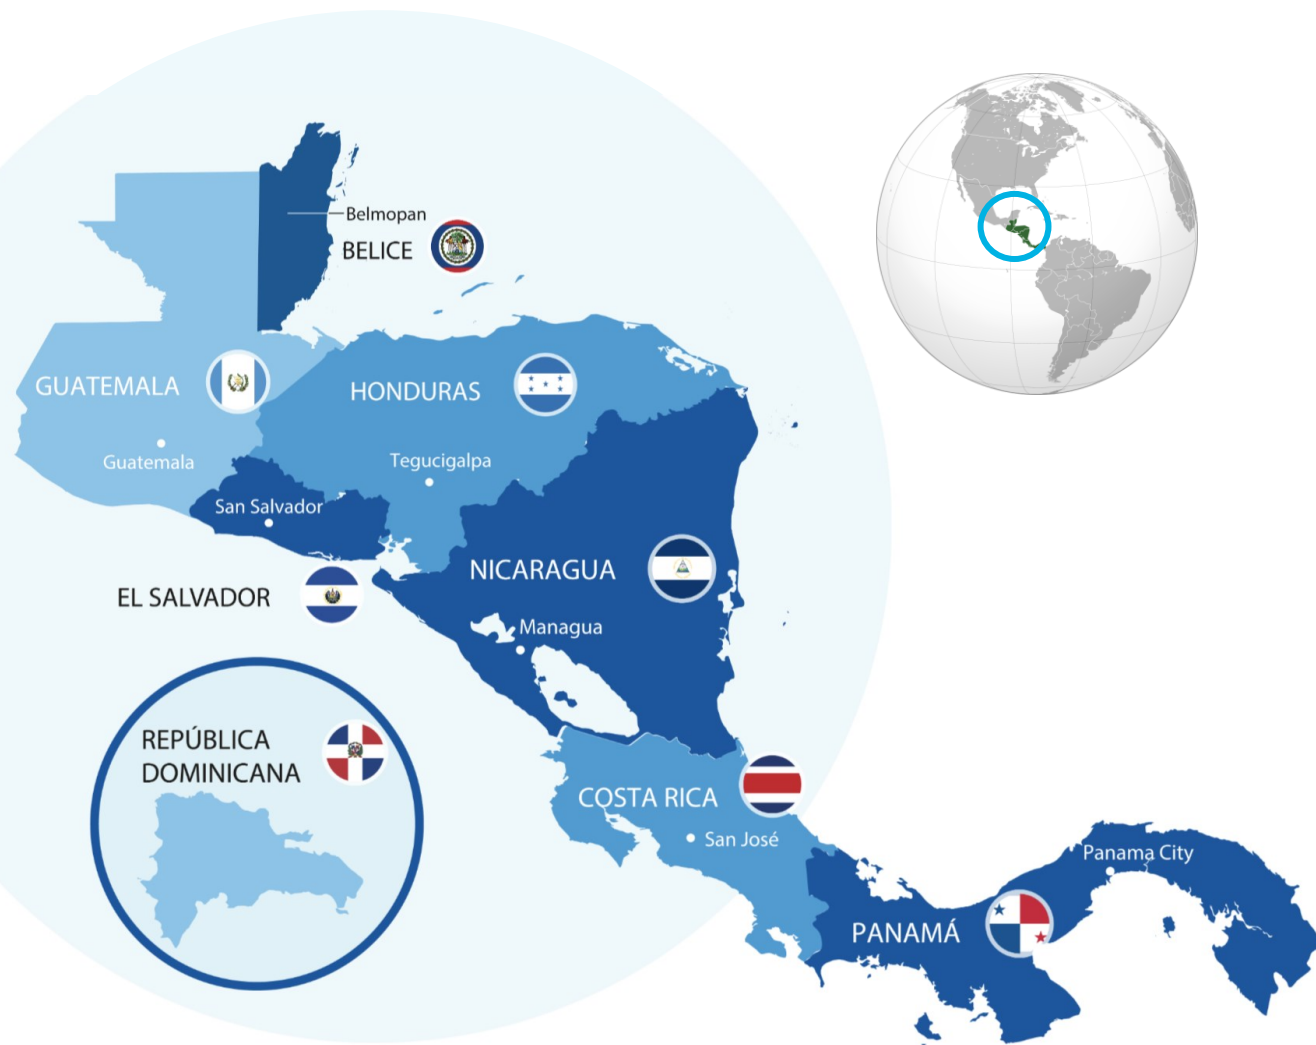 Belmopan
BELICE
GUATEMALA
HONDURAS
Guatemala
Tegucigalpa
San Salvador
EL SALVADOR
NICARAGUA
Managua
REPÚBLICA
DOMINICANA
COSTA RICA
San José
Panama City
PANAMÁ